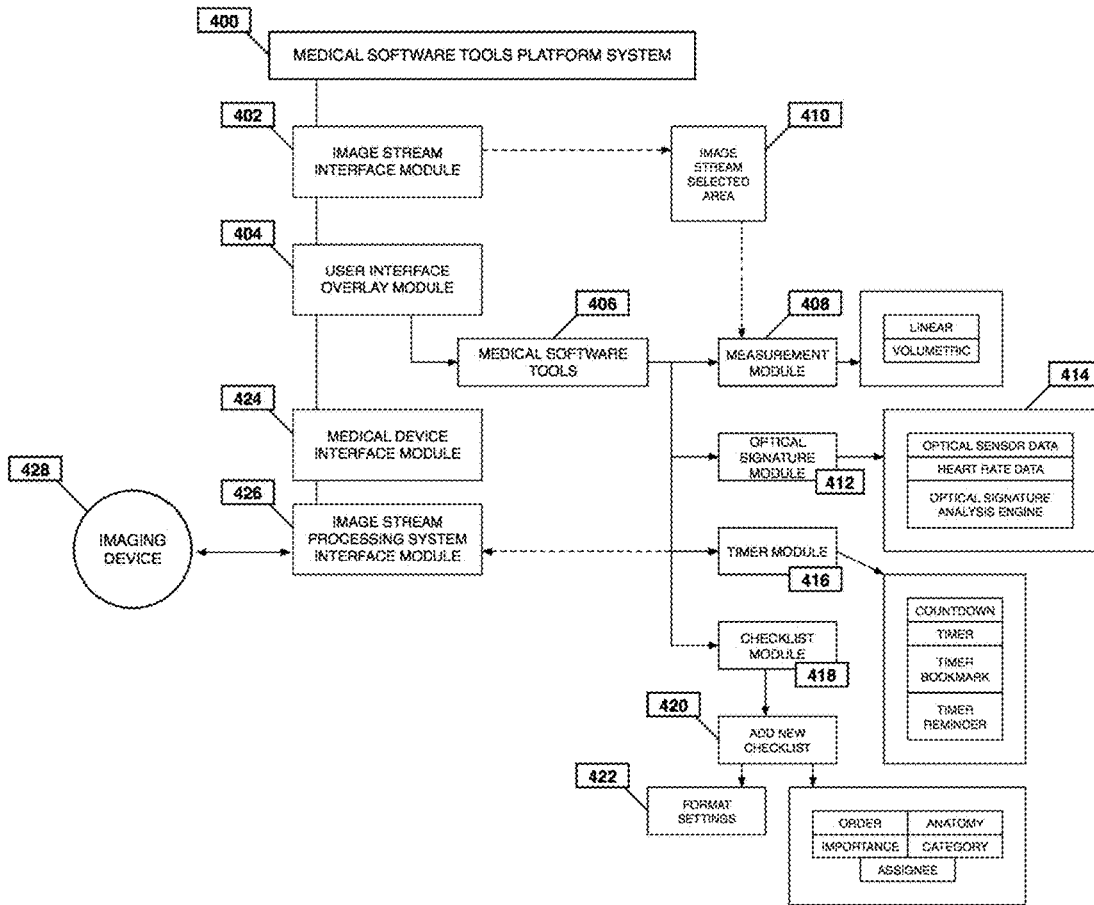 400
MEDICAL SOFTWARE TOOLS PLATFORM SYSTEM
402
IMAGE STREAM
INTERFACE MODULE
410
IMAGE
STREAM
SELECTED
AREA
404
USER INTERFACE
OVERLAY MODULE
406
MEDICAL SOFTWARE
TOOLS
408
MEASUREMENT
MODULE
LINEAR
VOLUMETRIC
414
424
MEDICAL DEVICE
INTERFACE MODULE
OPTICAL
SIGNATURE MODULE
412
OPTICAL SENSOR DATA
HEART RATE DATA
OPTICAL SIGNATURE
ANALYSIS ENGINE
428
IMAGING
DEVICE
426
IMAGE STREAM
PROCESSING SYSTEM
INTERFACE MODULE
TIMER MODULE
416
COUNTDOWN
TIMER
TIMER
BOOKMARK
TIMER
REMINDER
CHECKLIST
MODULE
418
420
ADD NEW
CHECKLIST
422
FORMAT
SETTINGS
ORDER
ANATOMY
IMPORTANCE
CATEGORY
ASSIGNEE